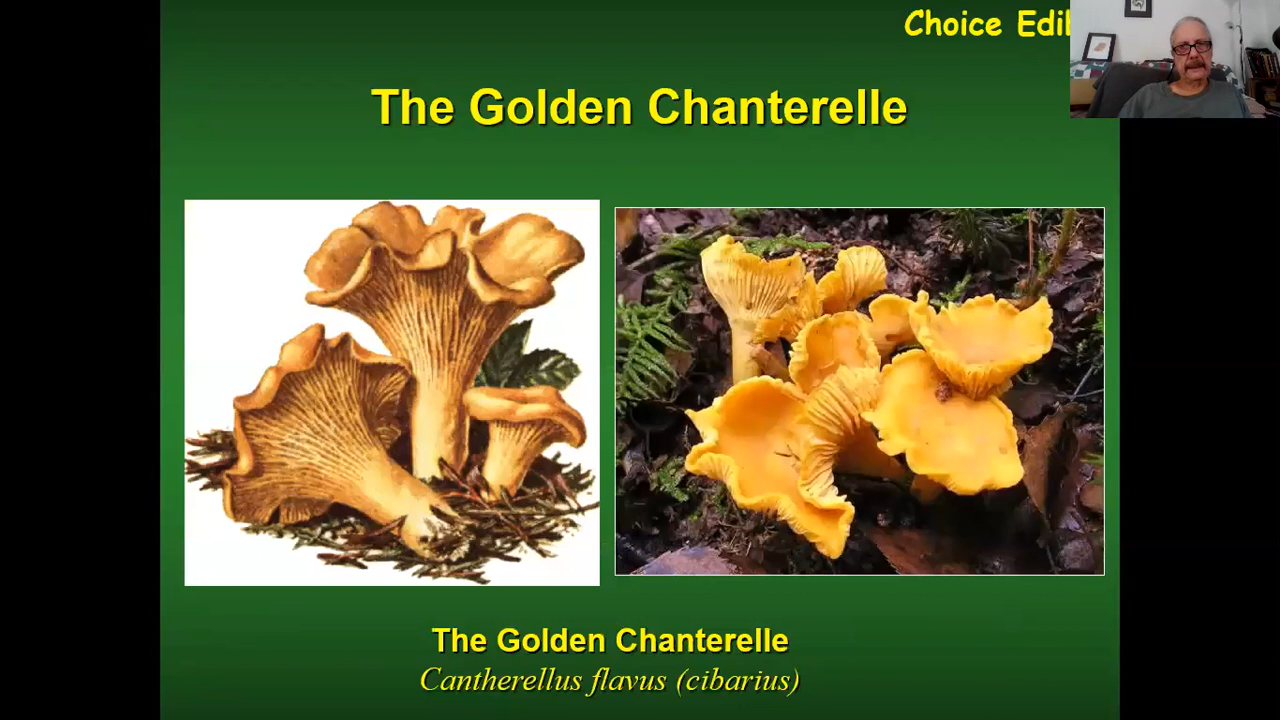 Choice Edi
The Golden Chanterelle
The Golden Chanterelle
Cantherellus flavus (cibarius)